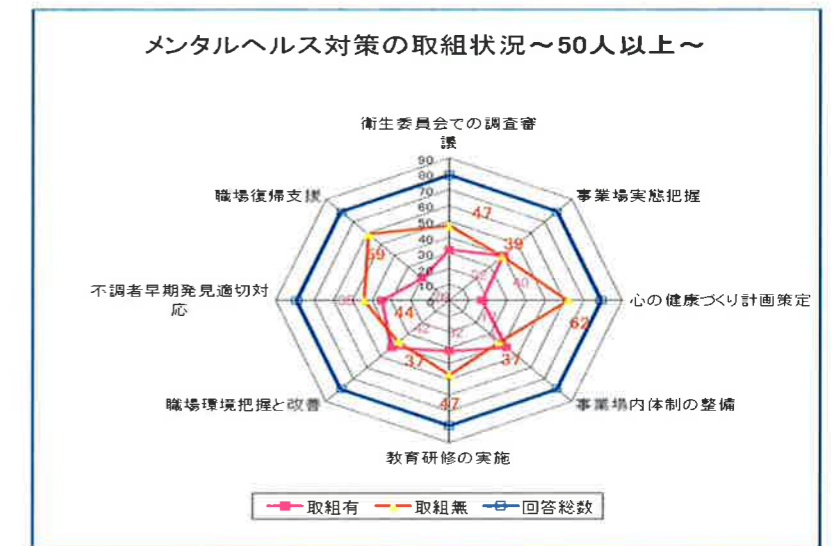 メンタルヘルス対策の取組状況～50人以上～
衛生委員会での調査審
議
90
80
70
60
50
40
30
20
10
0
職場復帰支援
事業場実態把握
47
39
59
40
不調者早期発見適切対
応
心の健康づくり計画策定
44
62
42
32
37
37
職場環境把握と改善
47
事業場内体制の整備
教育研修の実施
取組有
取組無
回答総数